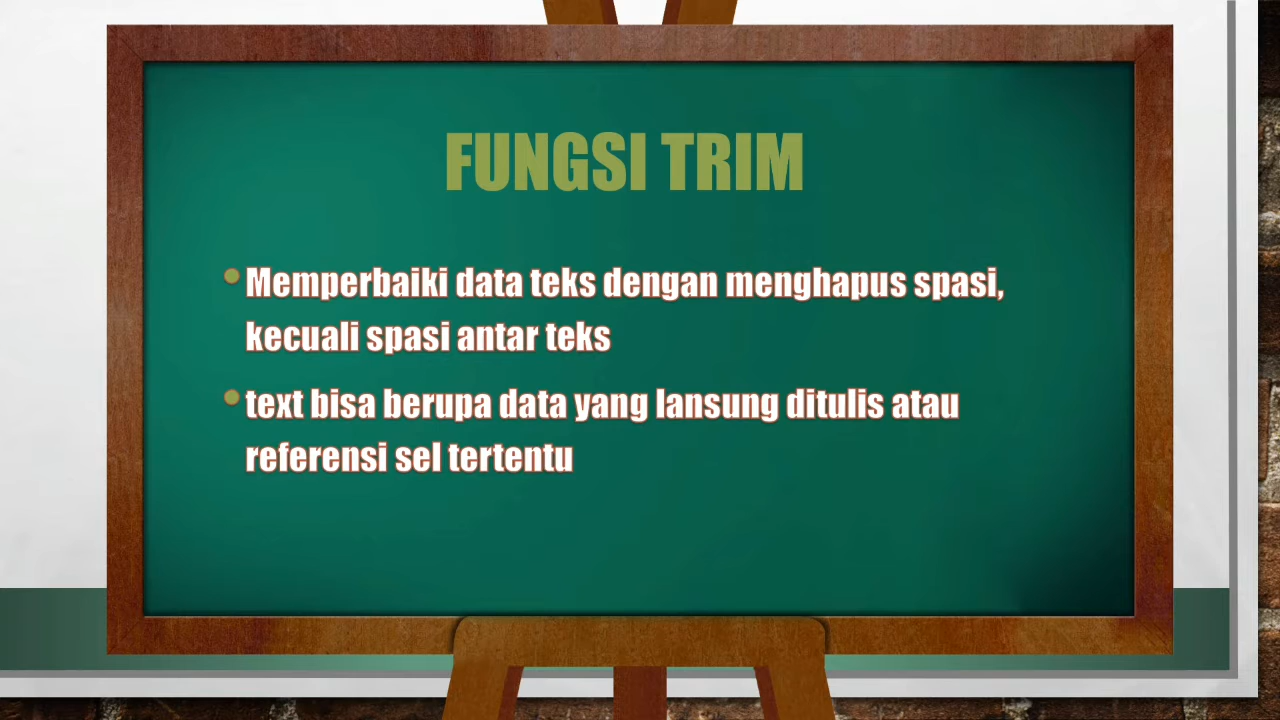 FUNGSI TRIM
Memperbaiki data teks dengan menghapus spasi,
kecuali spasi antar teks
text bisa berupa data yang lansung ditulis atau
referensi sel tertentu